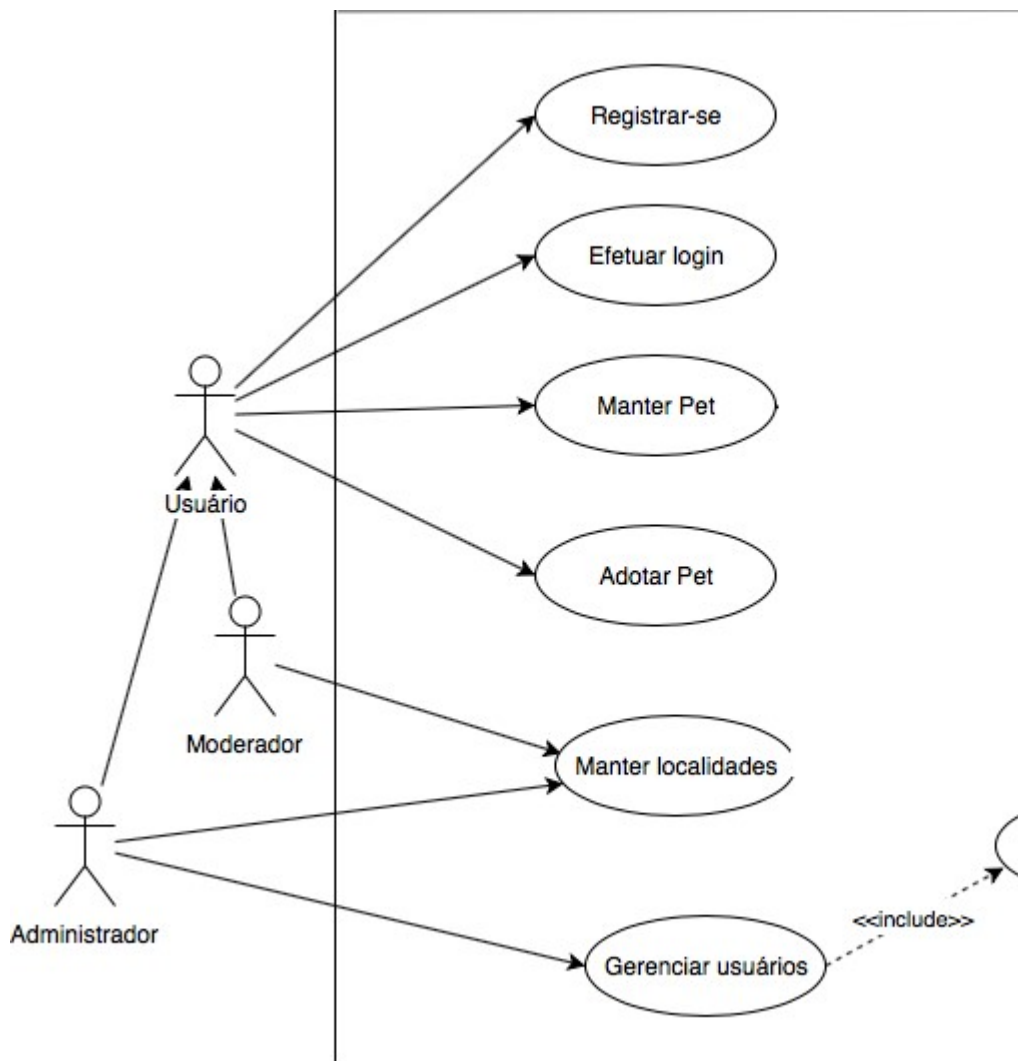 Registrar-se
Efetuar login
Manter Pet
Usuário
Adotar Pet
Moderador
Manter localidades
Administrador
<<include>>
Gerenciar usuários